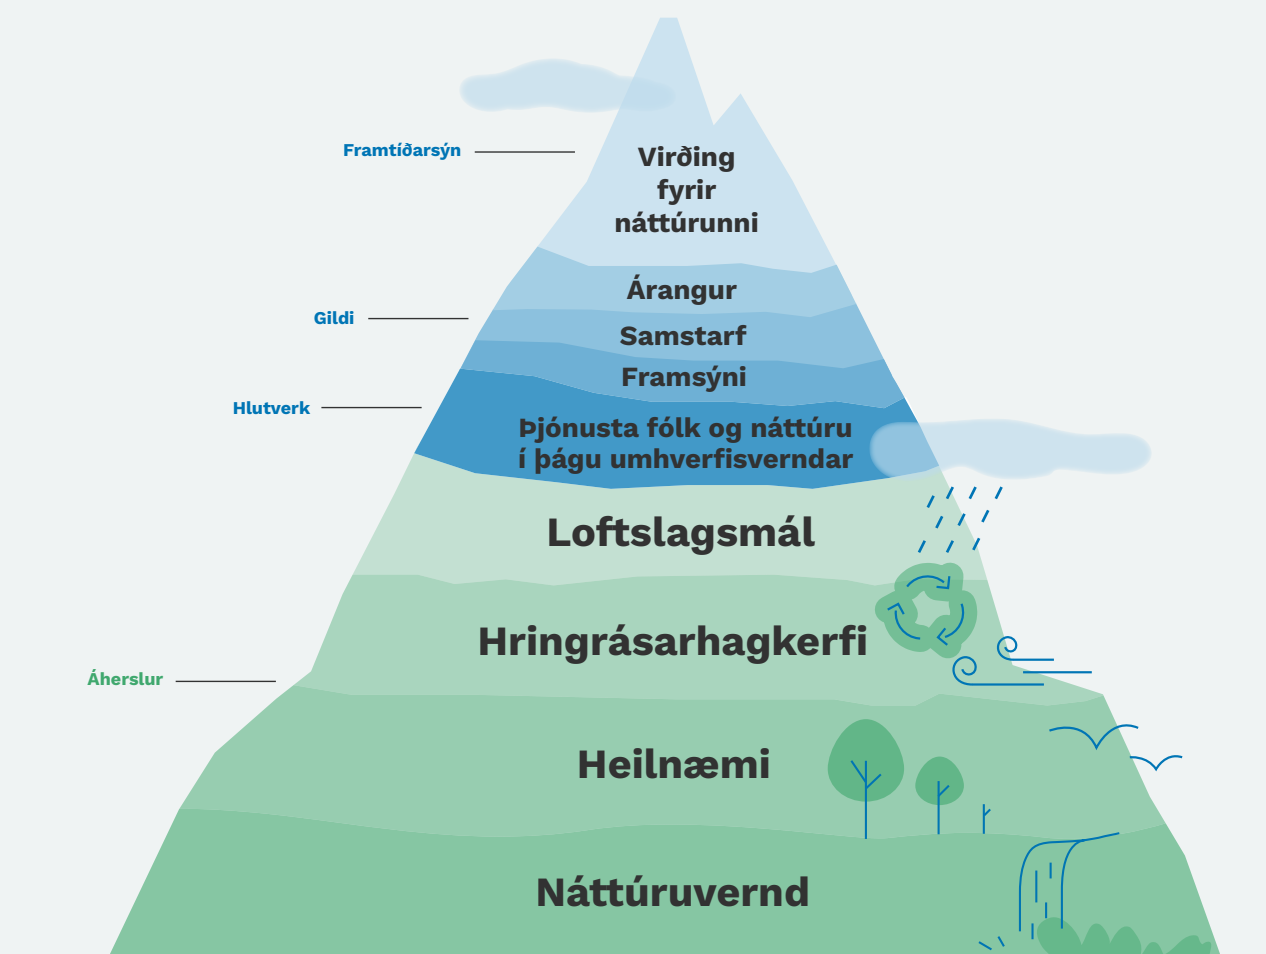 Framtíðarsýn
Virðing
fyrir
náttúrunni
Gildi
Árangur
Samstarf
Framsýni
Hlutverk
Þjónusta fólk og náttúru
í þágu umhverfisverndar
Áherslur
Loftslagsmál
Hringrásarhagkerfi
Heilnæmi
Náttúruvernd